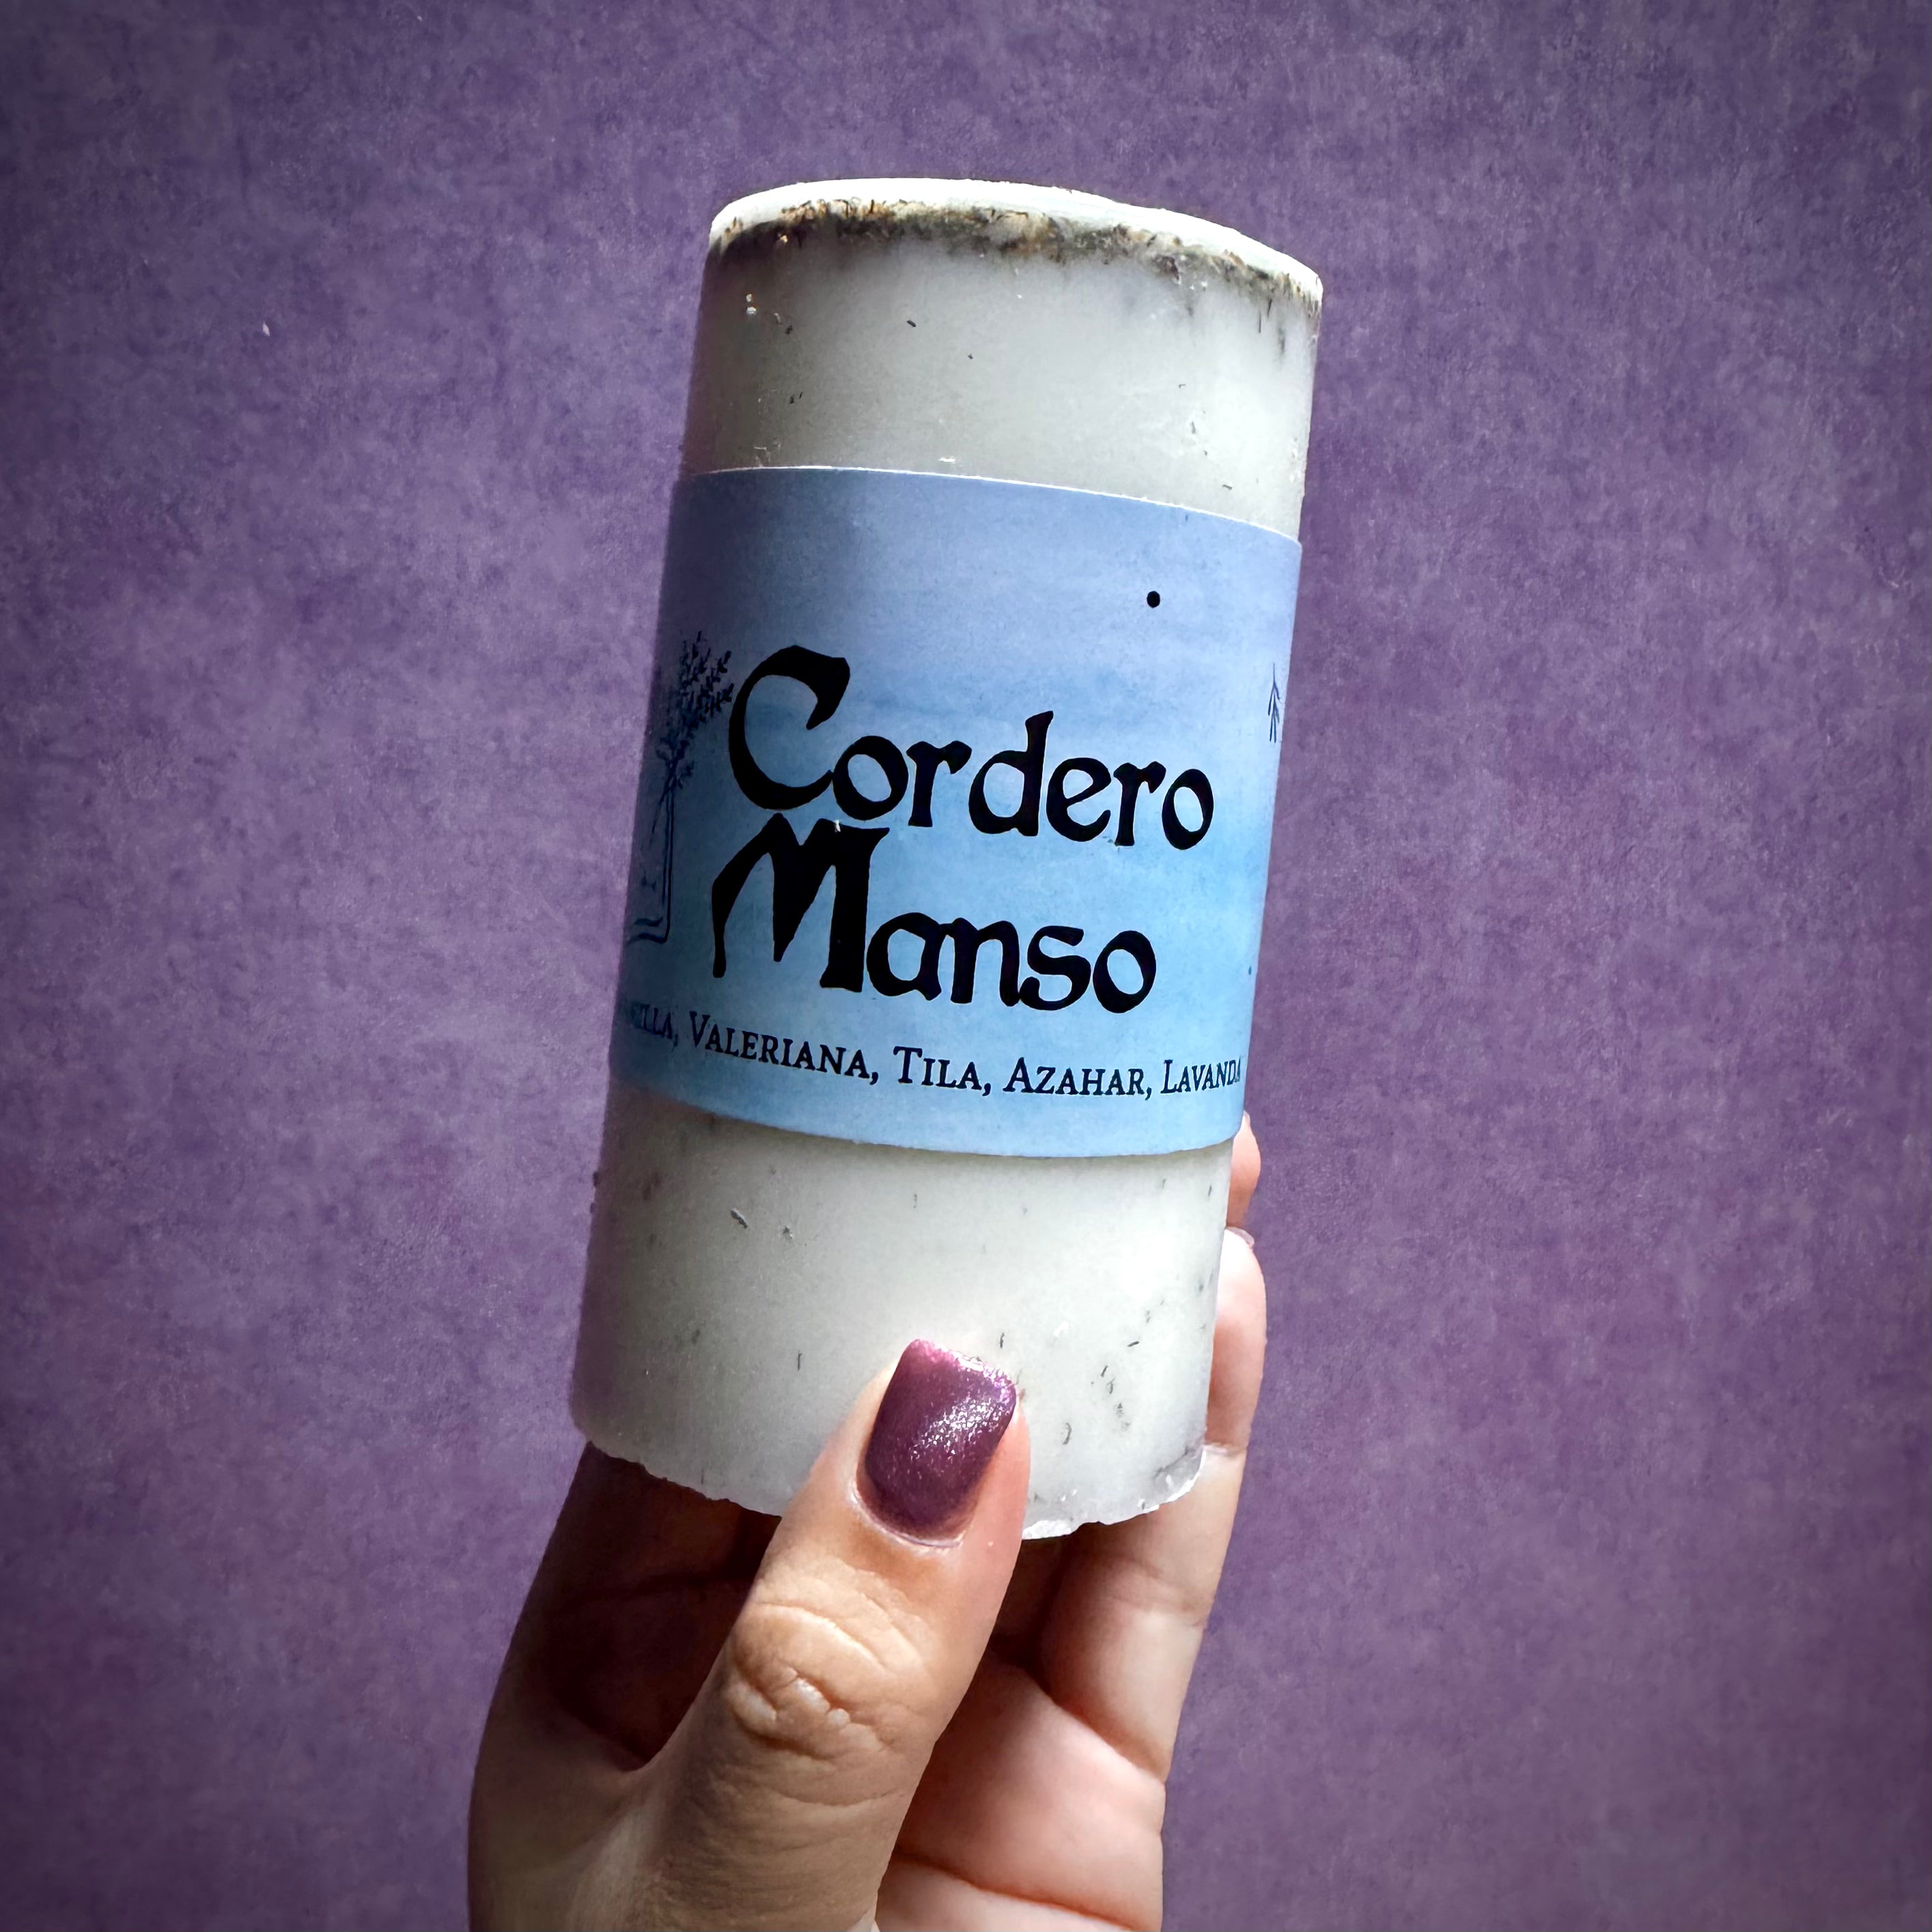 Cordero
Manso
Valeriana, Tila, Azahar, Lavanda